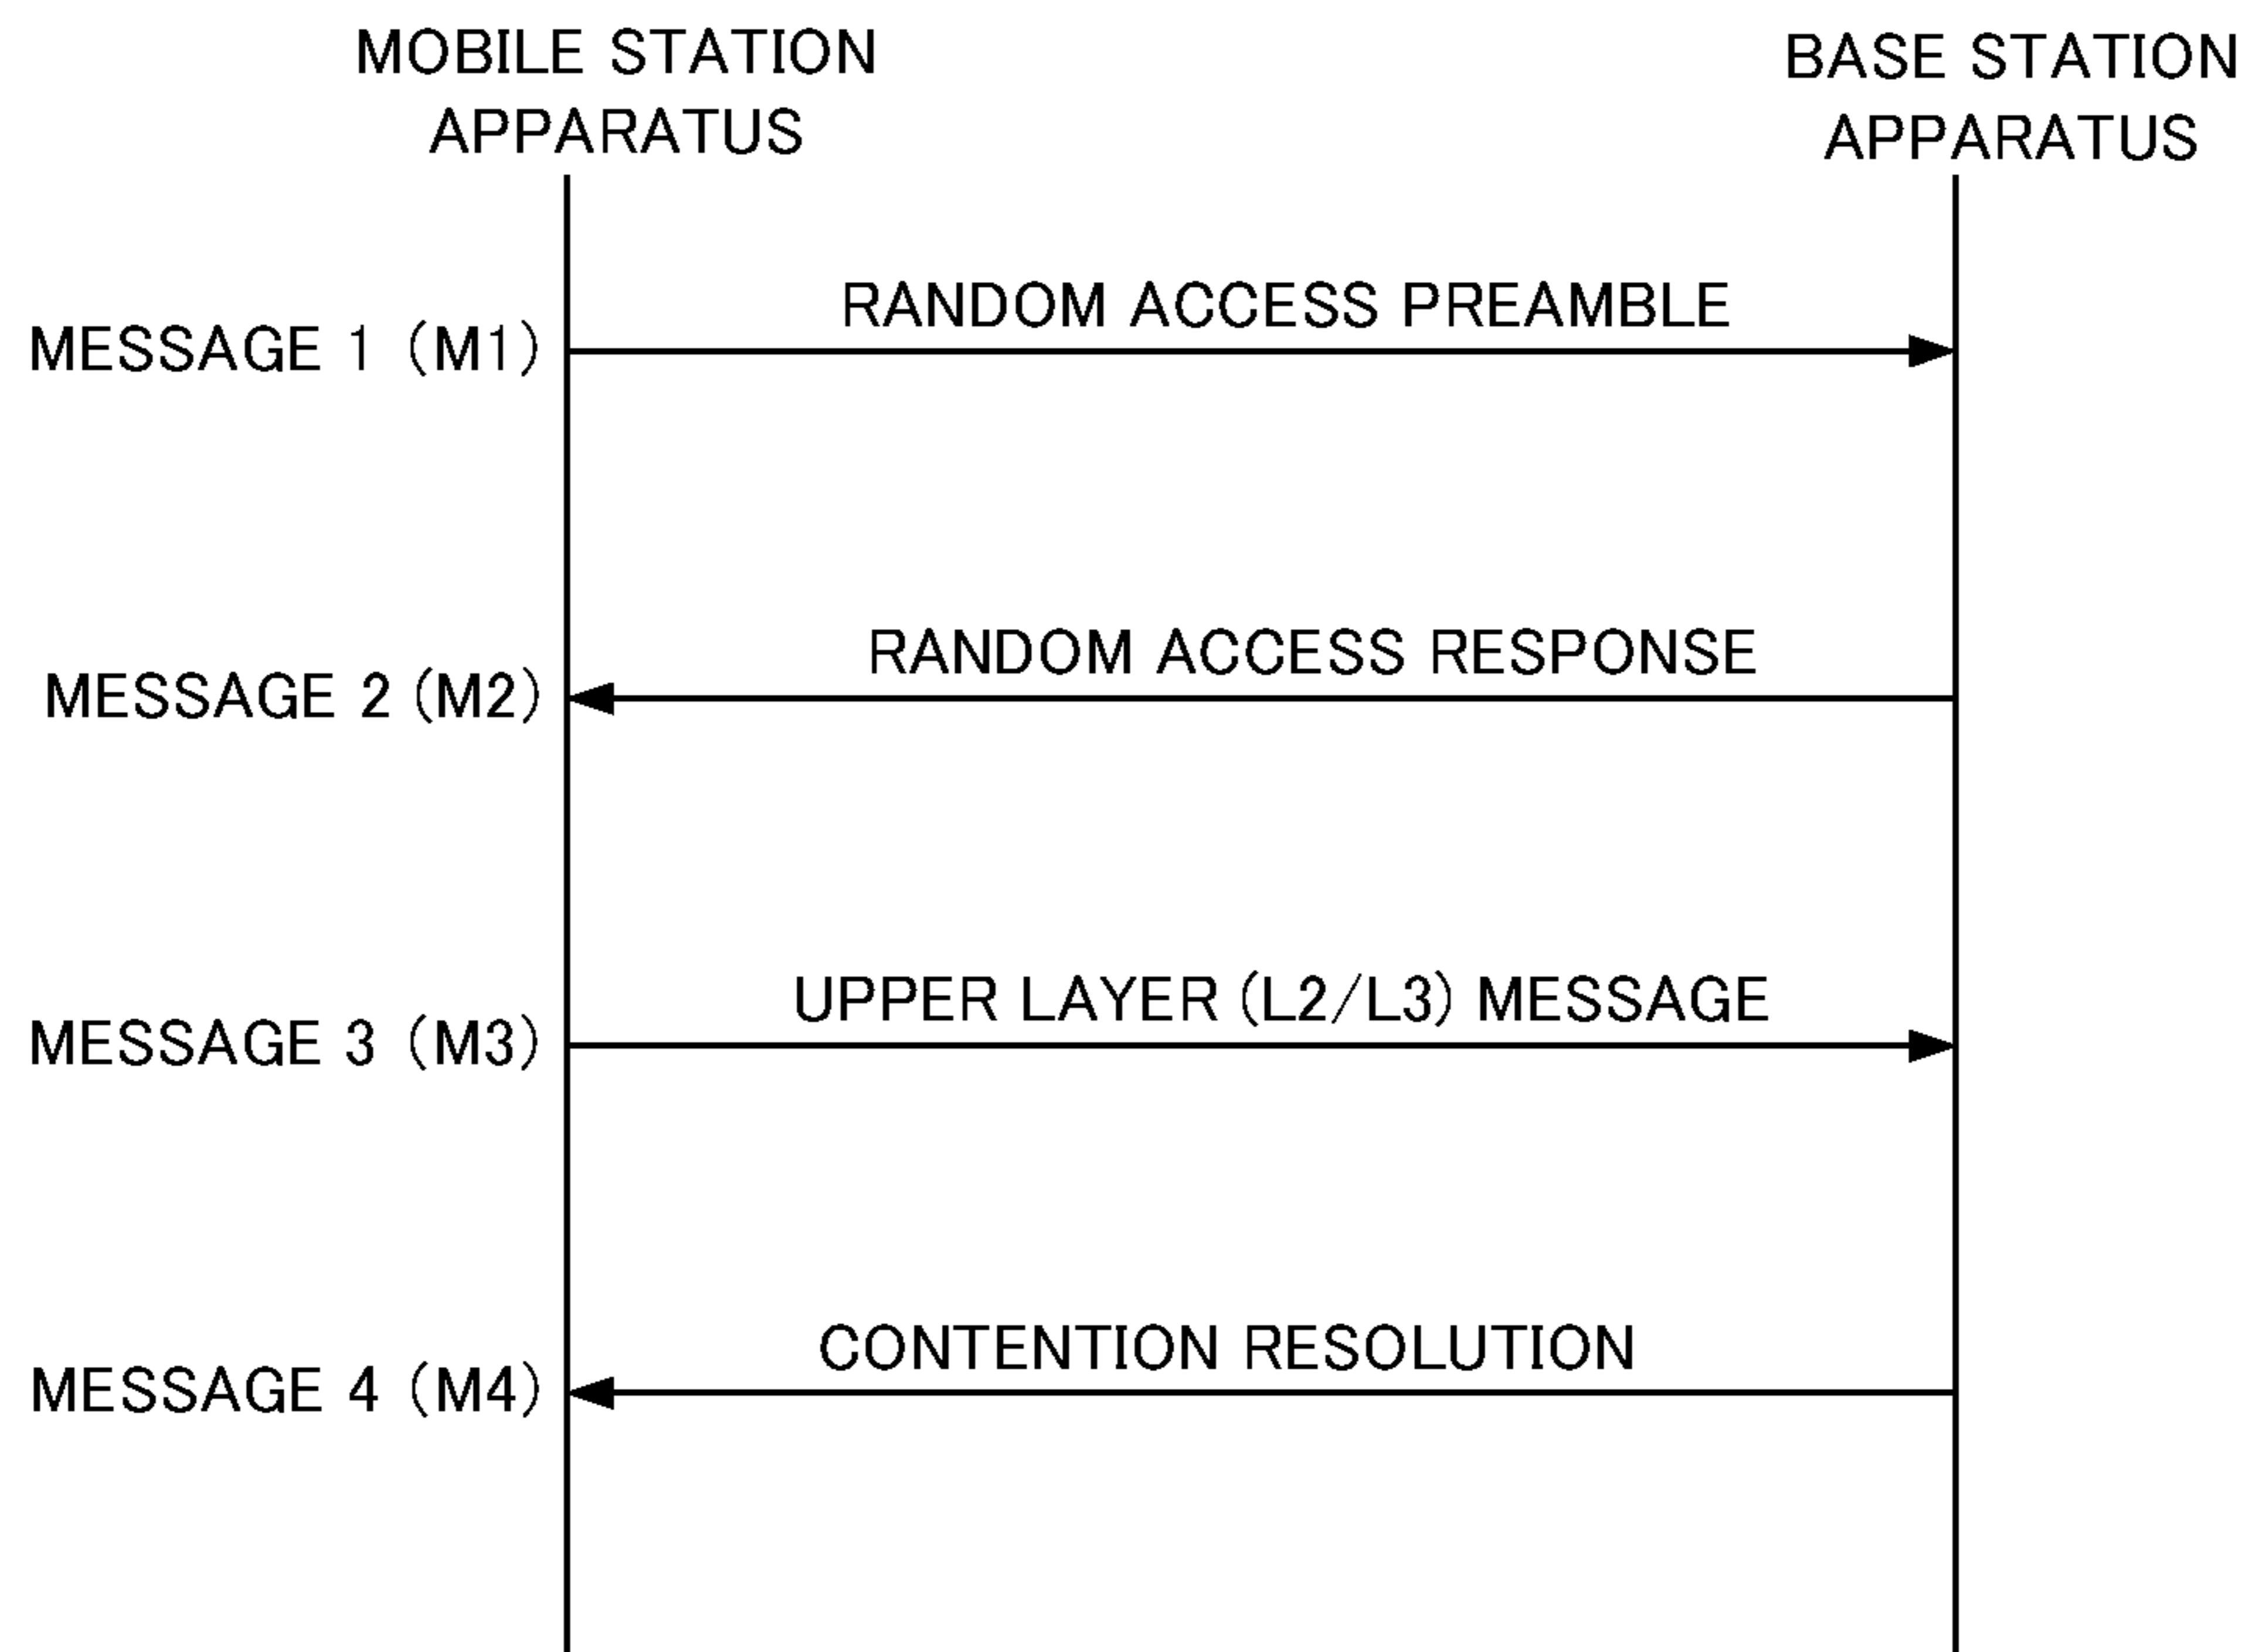 MOBILE STATION
APPARATUS
BASE STATION
APPARATUS
RANDOM ACCESS PREAMBLE
MESSAGE 1 (M1)
RANDOM ACCESS RESPONSE
MESSAGE 2 (M2)
UPPER LAYER (L2/L3) MESSAGE
MESSAGE 3 (M3)
CONTENTION RESOLUTION
MESSAGE 4 (M4)